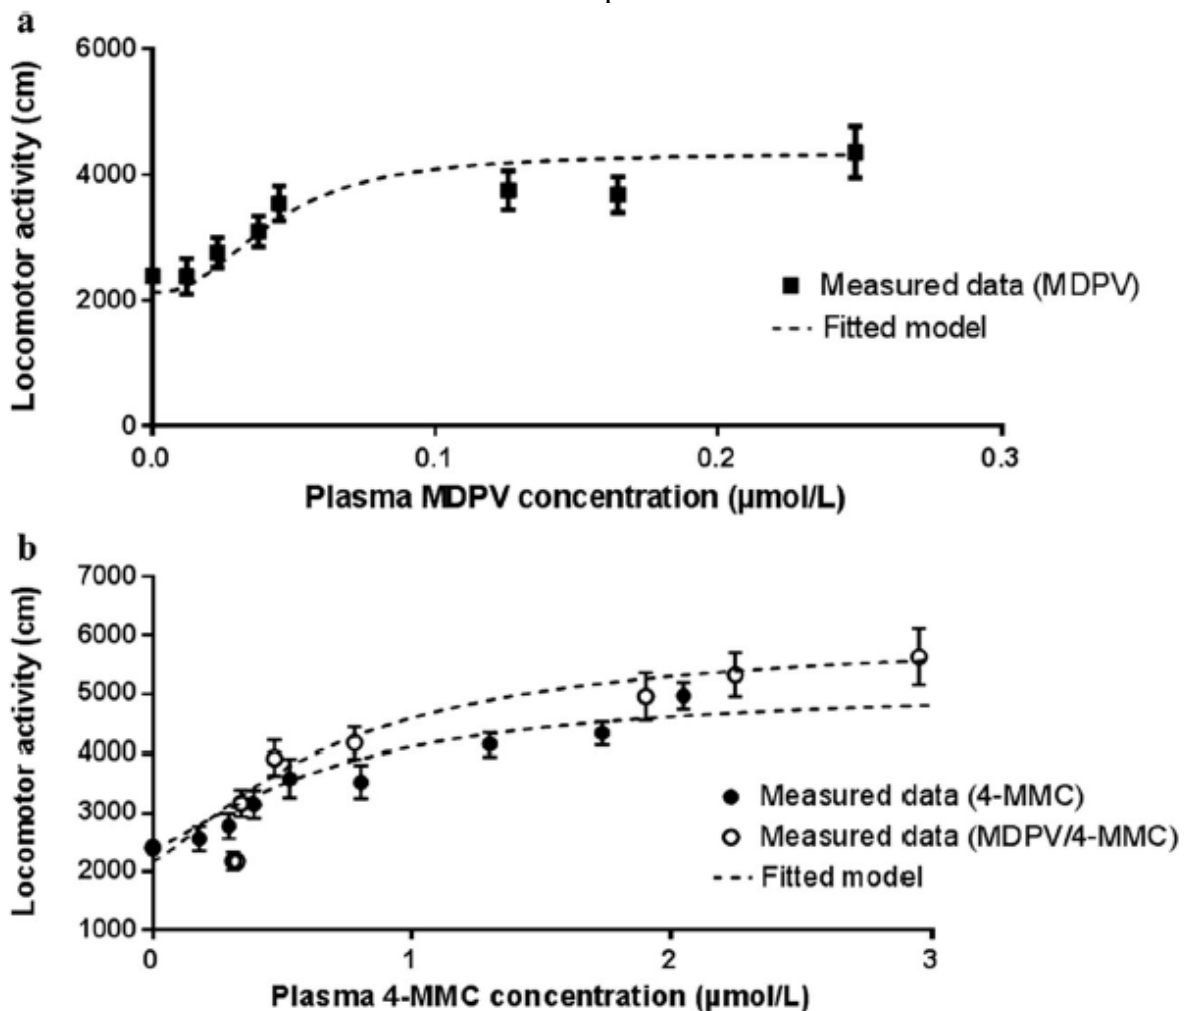 a
6000
4000
2000
0
Locomotor activity (cm)
Measured data (MDPV)
Fitted model
0.0 0.1 0.2 0.3
Plasma MDPV concentration (µmol/L)
b
7000
6000
5000
4000
3000
2000
1000
Locomotor activity (cm)
Measured data (4-MMC)
Measured data (MDPV/4-MMC)
Fitted model
0 1 2 3
Plasma 4-MMC concentration (µmol/L)